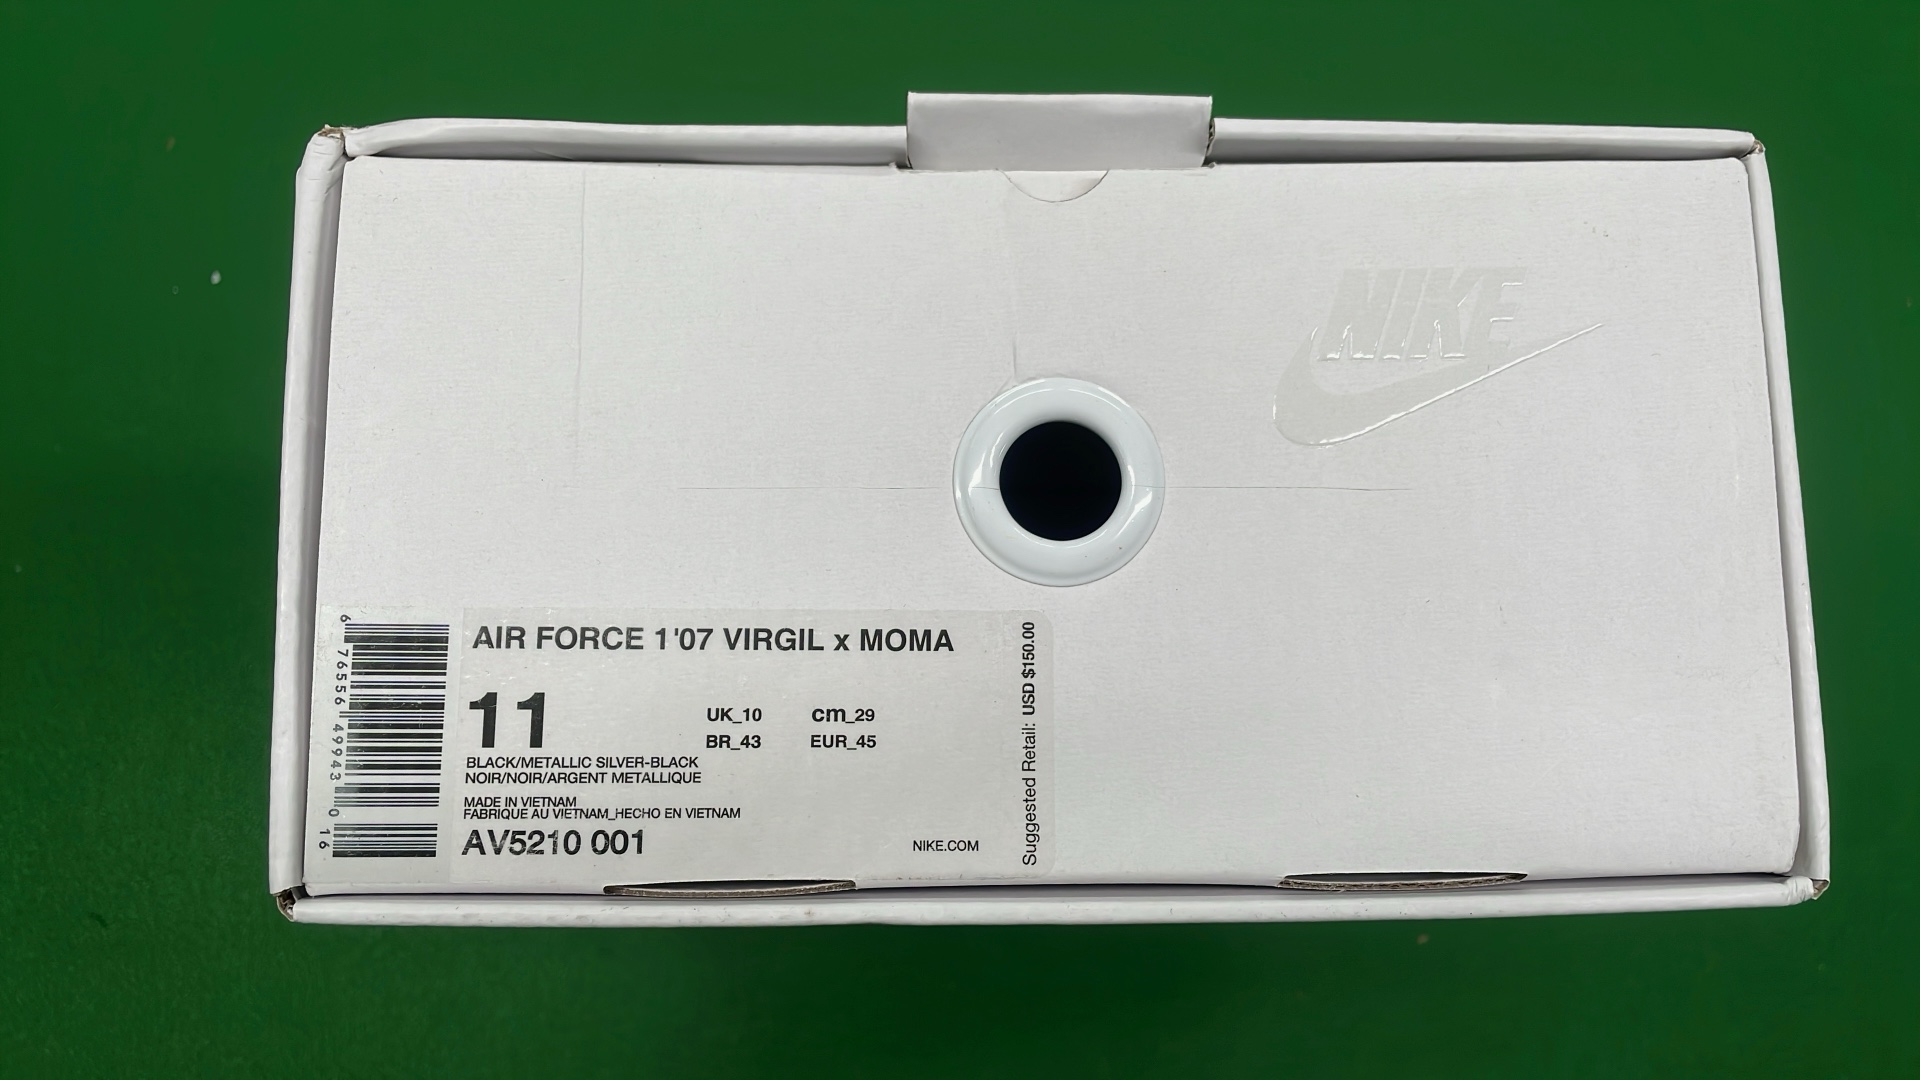 NIKE
AIR FORCE 1'07 VIRGIL x MOMA
11
UK_10 cm_29
BR_43 EUR_45
BLACK/METALLIC SILVER-BLACK
NOIR/NOIR/ARGENT METALLIQUE
MADE IN VIETNAM
FABRIQUE AU VIETNAM_HECHO EN VIETNAM
AV5210 001
NIKE.COM
Suggested Retail: USD $150.00
6 76556 49943 0 16